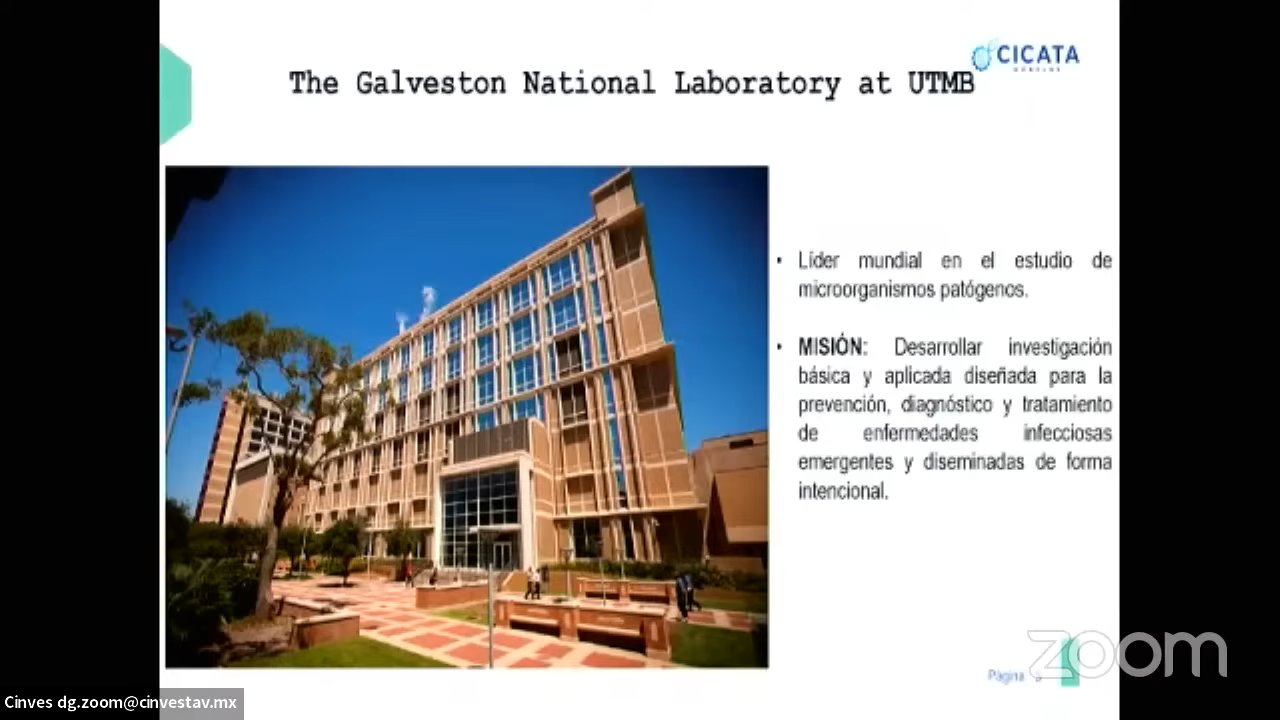 CICATA
The Galveston National Laboratory at UTMB
• Líder mundial en el estudio de
microorganismos patógenos.
• MISIÓN: Desarrollar investigación
básica y aplicada diseñada para la
prevención, diagnóstico y tratamiento
de enfermedades infecciosas
emergentes y diseminadas de forma
intencional.
zoom
Página
Cinves dg.zoom@cinvestav.mx